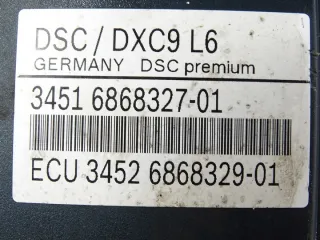 DSC / DXC9 L6
GERMANY DSC premium
3451 6868327-01
ECU 3452 6868329-01